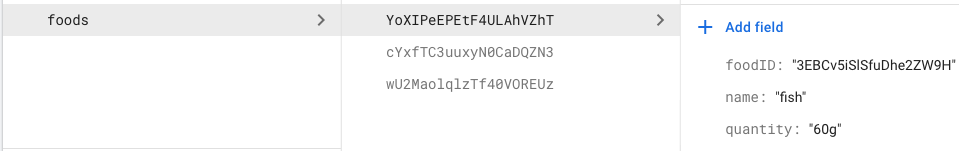 foods
YoXIPeEPEtF4ULAhVZhT
cYxfTC3uuxyN0CaDQZN3
wU2MaolqlzTf40VOREUz
Add field
foodID: "3EBCv5iSlSfuDhe2ZW9H"
name: "fish"
quantity: "60g"